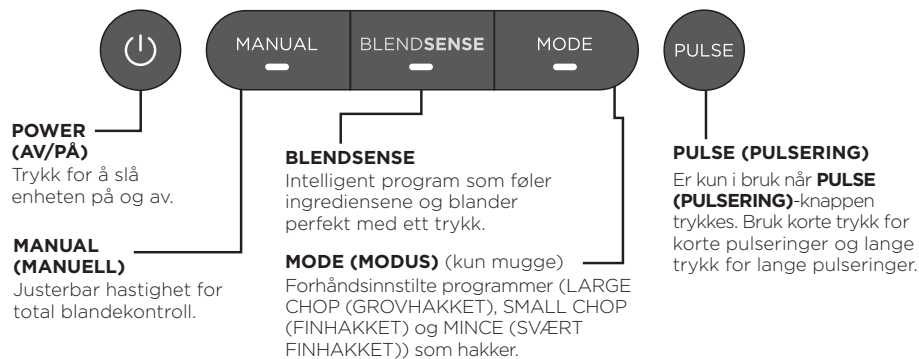 MANUAL
BLENDSENSE
MODE
PULSE
POWER
(AV/PÅ)
Trykk for å slå
enheten på og av.
MANUAL
(MANUELL)
Justerbar hastighet for
total blandekontroll.
BLENDSENSE
Intelligent program som føler
ingrediensene og blander
perfekt med ett trykk.
MODE (MODUS) (kun mugge)
Forhåndsinnstilte programmer (LARGE
CHOP (GROVHAKKET), SMALL CHOP
(FINHAKKET) og MINCE (SVÆRT
FINHAKKET)) som hakker.
PULSE (PULSERING)
Er kun i bruk når PULSE
(PULSERING)-knappen
trykkes. Bruk korte trykk for
korte pulseringer og lange
trykk for lange pulseringer.